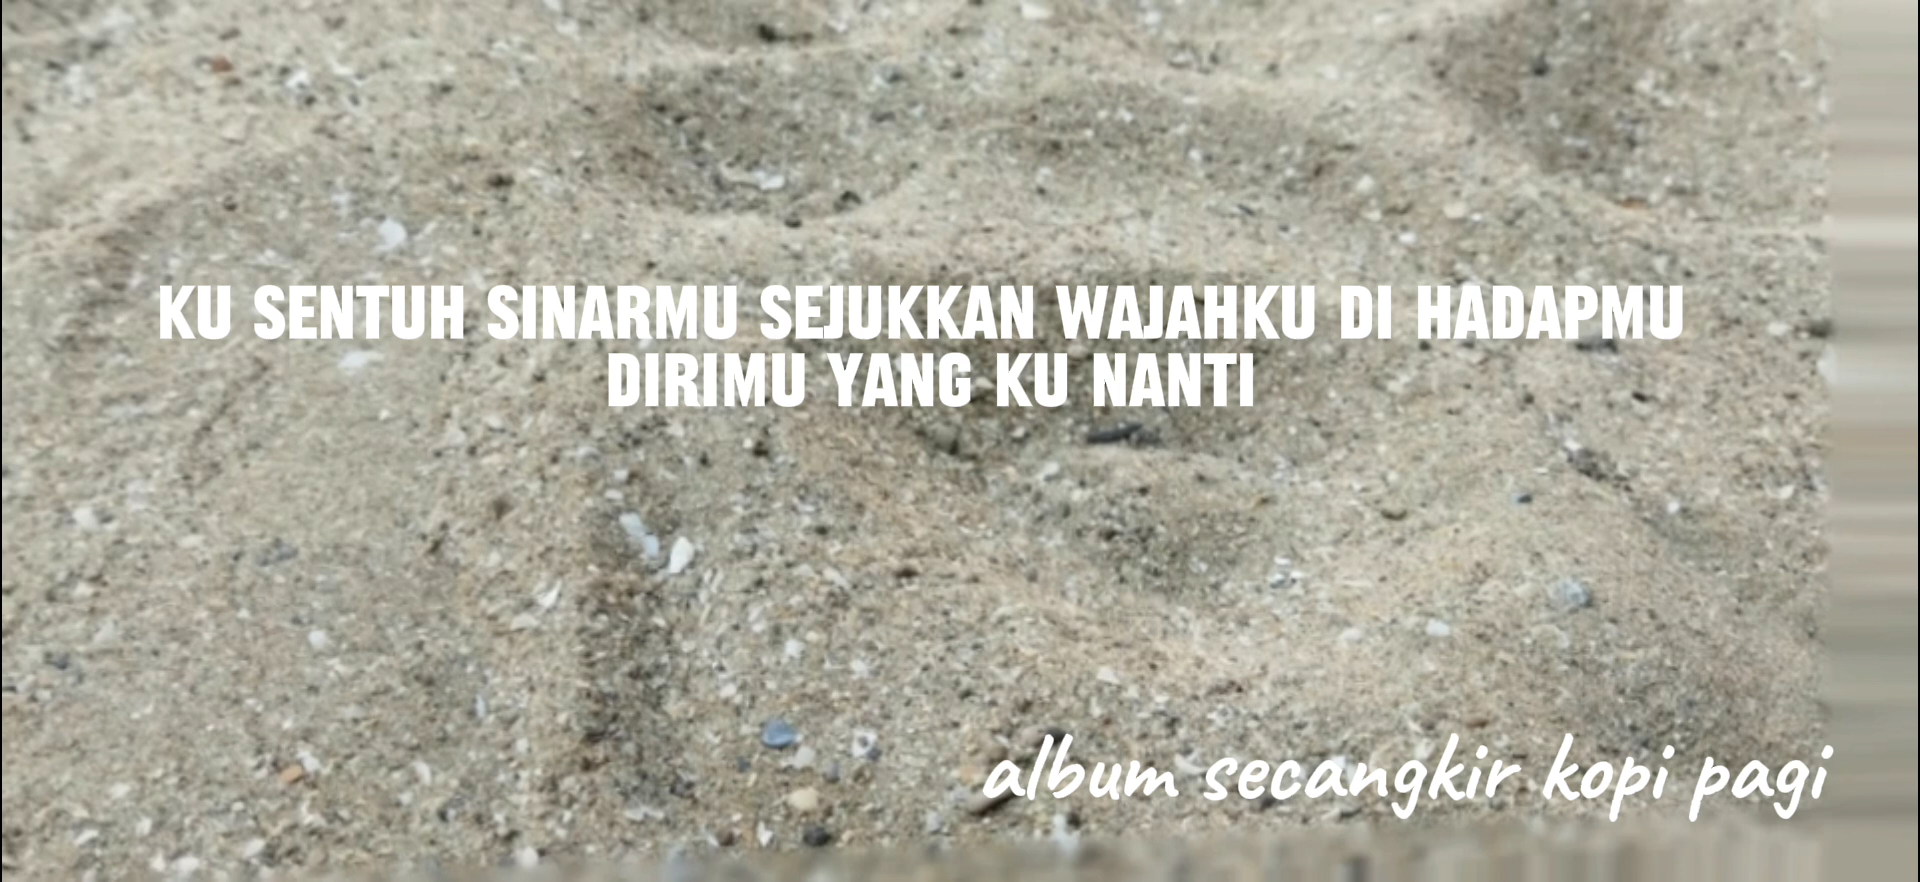 KU SENTUH SINARMU SEJUKKAN WAJAHKU DI HADAPMU
DIRIMU YANG KU NANTI
album secangkir kopi pagi